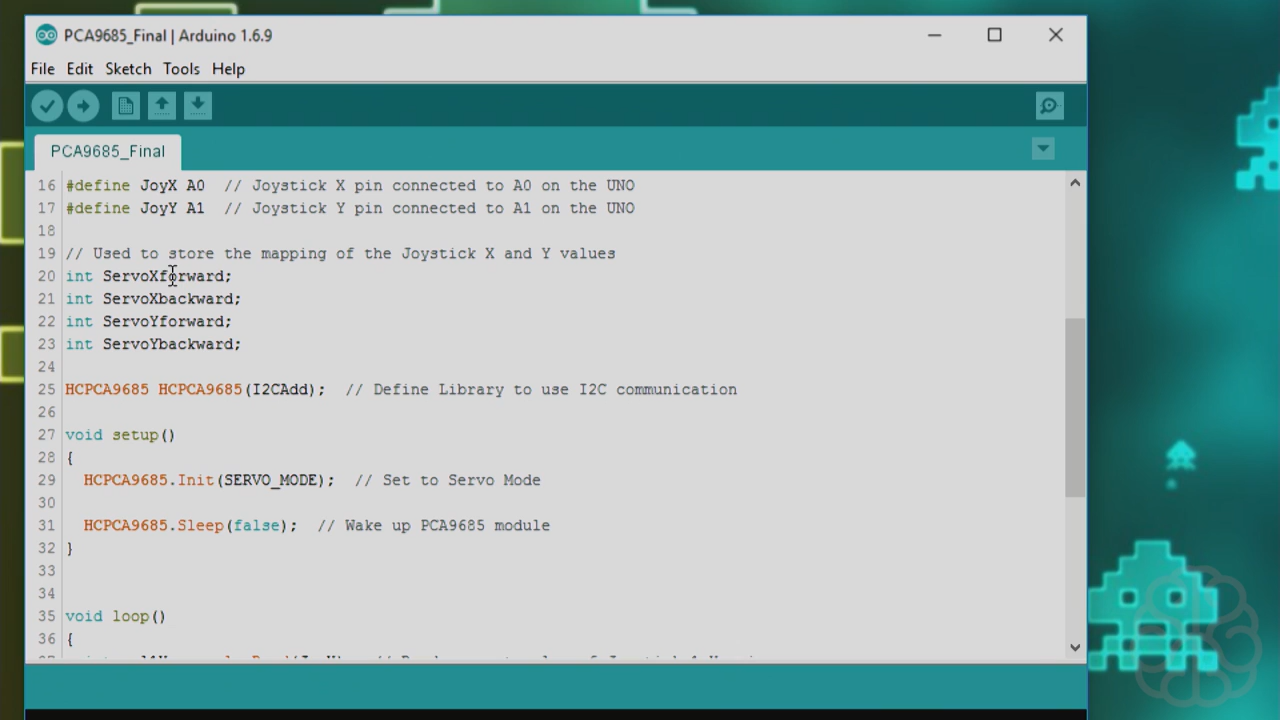 PCA9685_Final | Arduino 1.6.9
File Edit Sketch Tools Help
PCA9685_Final
16 #define JoyX A0  // Joystick X pin connected to A0 on the UNO
17 #define JoyY A1  // Joystick Y pin connected to A1 on the UNO
18
19 // Used to store the mapping of the Joystick X and Y values
20 int ServoXforward;
21 int ServoXbackward;
22 int ServoYforward;
23 int ServoYbackward;
24
25 HCPCA9685 HCPCA9685(I2CAdd);  // Define Library to use I2C communication
26
27 void setup()
28 {
29   HCPCA9685.Init(SERVO_MODE);  // Set to Servo Mode
30
31   HCPCA9685.Sleep(false);  // Wake up PCA9685 module
32 }
33
34
35 void loop()
36 {